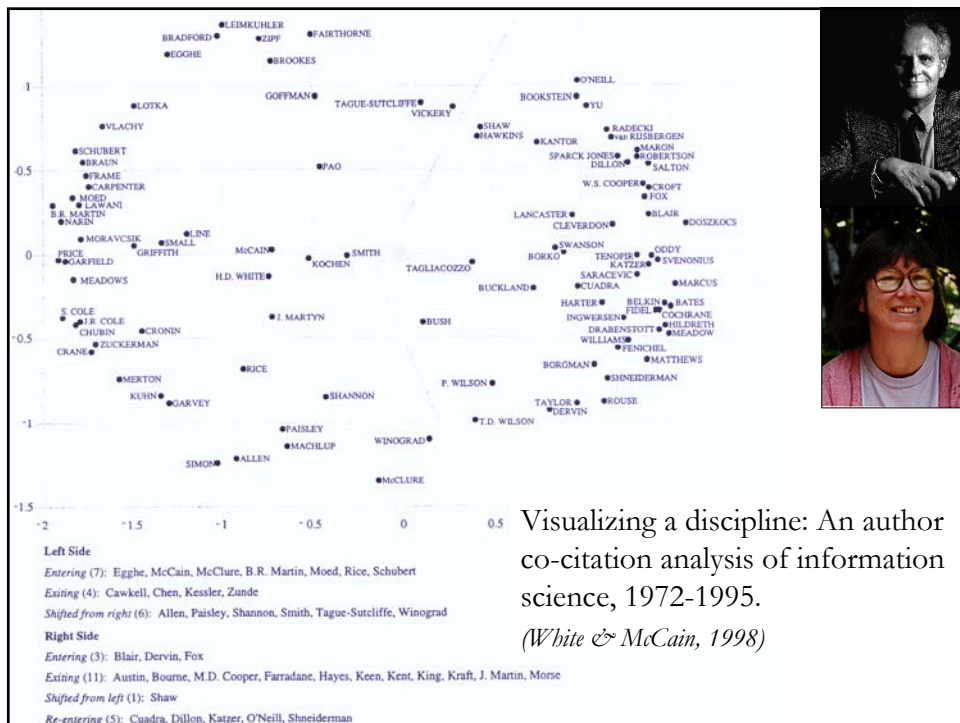 LEIMKUHLER
BRADFORD ZIPF FAIRTHORNE
EGGHE BROOKES
O'NEILL
GOFFMAN TAGUE-SUTCLIFFE BOOKSTEIN
1
LOTKA VICKERY YU
VLACHY SHAW RADECKI
HAWKINS KANTOR van RIJSBERGEN
SCHUBERT MARON
BRAUN SPARCK JONES ROBERTSON
-0.5 PAO DILLON SALTON
FRAME W.S. COOPER CROFT
CARPENTER FOX
MOED LAWANI
B.R. MARTIN LANCASTER BLAIR
NARIN CLEVERDON DOSZKOCS
LINE
MORAVCSIK SMALL SWANSON ODDY
PRICE GRIFFITH McCAIN SMITH BORKO TENOPIR
-0 GARFIELD KOCHEN TAGLIACOZZO KATZER SVENONIUS
MEADOWS H.D. WHITE SARACEVIC
BUCKLAND CUADRA MARCUS
S. COLE HARTER BELKIN BATES
J.R. COLE J. MARTYN BUSH INGWERSEN FIDEL COCHRANE
CHUBIN CRONIN DRABENSTOTT HILDRETH
-0.5 ZUCKERMAN WILLIAMS MEADOW
CRANE FENICHEL
RICE BORGMAN MATTHEWS
MERTON P. WILSON SHNEIDERMAN
KUHN SHANNON
GARVEY TAYLOR ROUSE
-1 DERVIN
PAISLEY T.D. WILSON
MACHLUP WINOGRAD
SIMON ALLEN
McCLURE
-1.5
-2 -1.5 -1 -0.5 0 0.5
Visualizing a discipline: An author
co-citation analysis of information
science, 1972-1995.
(White & McCain, 1998)
Left Side
Entering (7): Egghe, McCain, McClure, B.R. Martin, Moed, Rice, Schubert
Exiting (4): Cawkell, Chen, Kessler, Zunde
Shifted from right (6): Allen, Paisley, Shannon, Smith, Tague-Sutcliffe, Winograd
Right Side
Entering (3): Blair, Dervin, Fox
Exiting (11): Austin, Bourne, M.D. Cooper, Farradane, Hayes, Keen, Kent, King, Kraft, J. Martin, Morse
Shifted from left (1): Shaw
Re-entering (5): Cuadra, Dillon, Katzer, O'Neill, Shneiderman